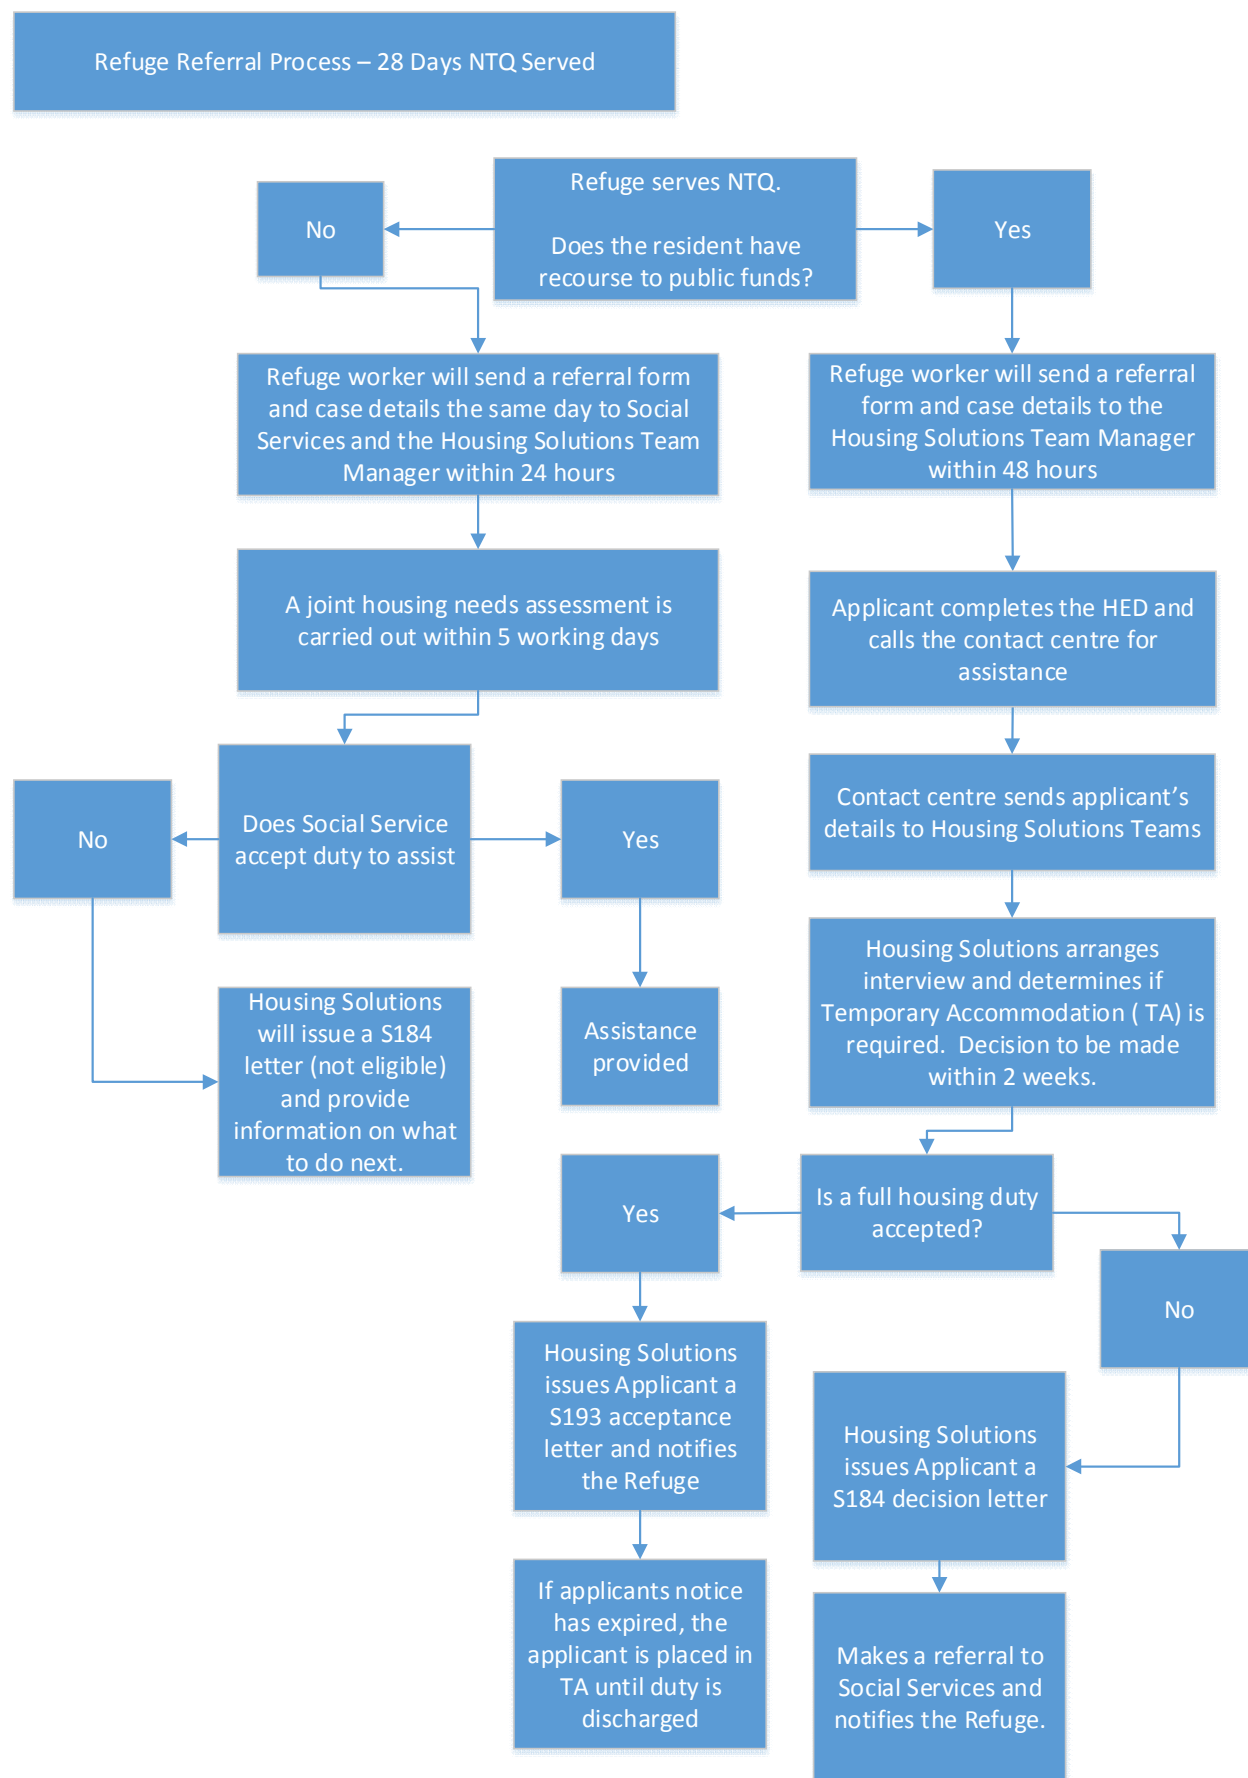 Refuge Referral Process – 28 Days NTQ Served
Refuge serves NTQ.
Does the resident have
recourse to public funds?
No
Yes
Refuge worker will send a referral form
and case details the same day to Social
Services and the Housing Solutions Team
Manager within 24 hours
Refuge worker will send a referral
form and case details to the
Housing Solutions Team Manager
within 48 hours
A joint housing needs assessment is
carried out within 5 working days
Applicant completes the HED and
calls the contact centre for
assistance
Does Social Service
accept duty to assist
No
Yes
Contact centre sends applicant’s
details to Housing Solutions Teams
Housing Solutions
will issue a S184
letter (not eligible)
and provide
information on what
to do next.
Assistance
provided
Housing Solutions arranges
interview and determines if
Temporary Accommodation ( TA) is
required.  Decision to be made
within 2 weeks.
Is a full housing duty
accepted?
Yes
No
Housing Solutions
issues Applicant a
S193 acceptance
letter and notifies
the Refuge
Housing Solutions
issues Applicant a
S184 decision letter
If applicants notice
has expired, the
applicant is placed in
TA until duty is
discharged
Makes a referral to
Social Services and
notifies the Refuge.